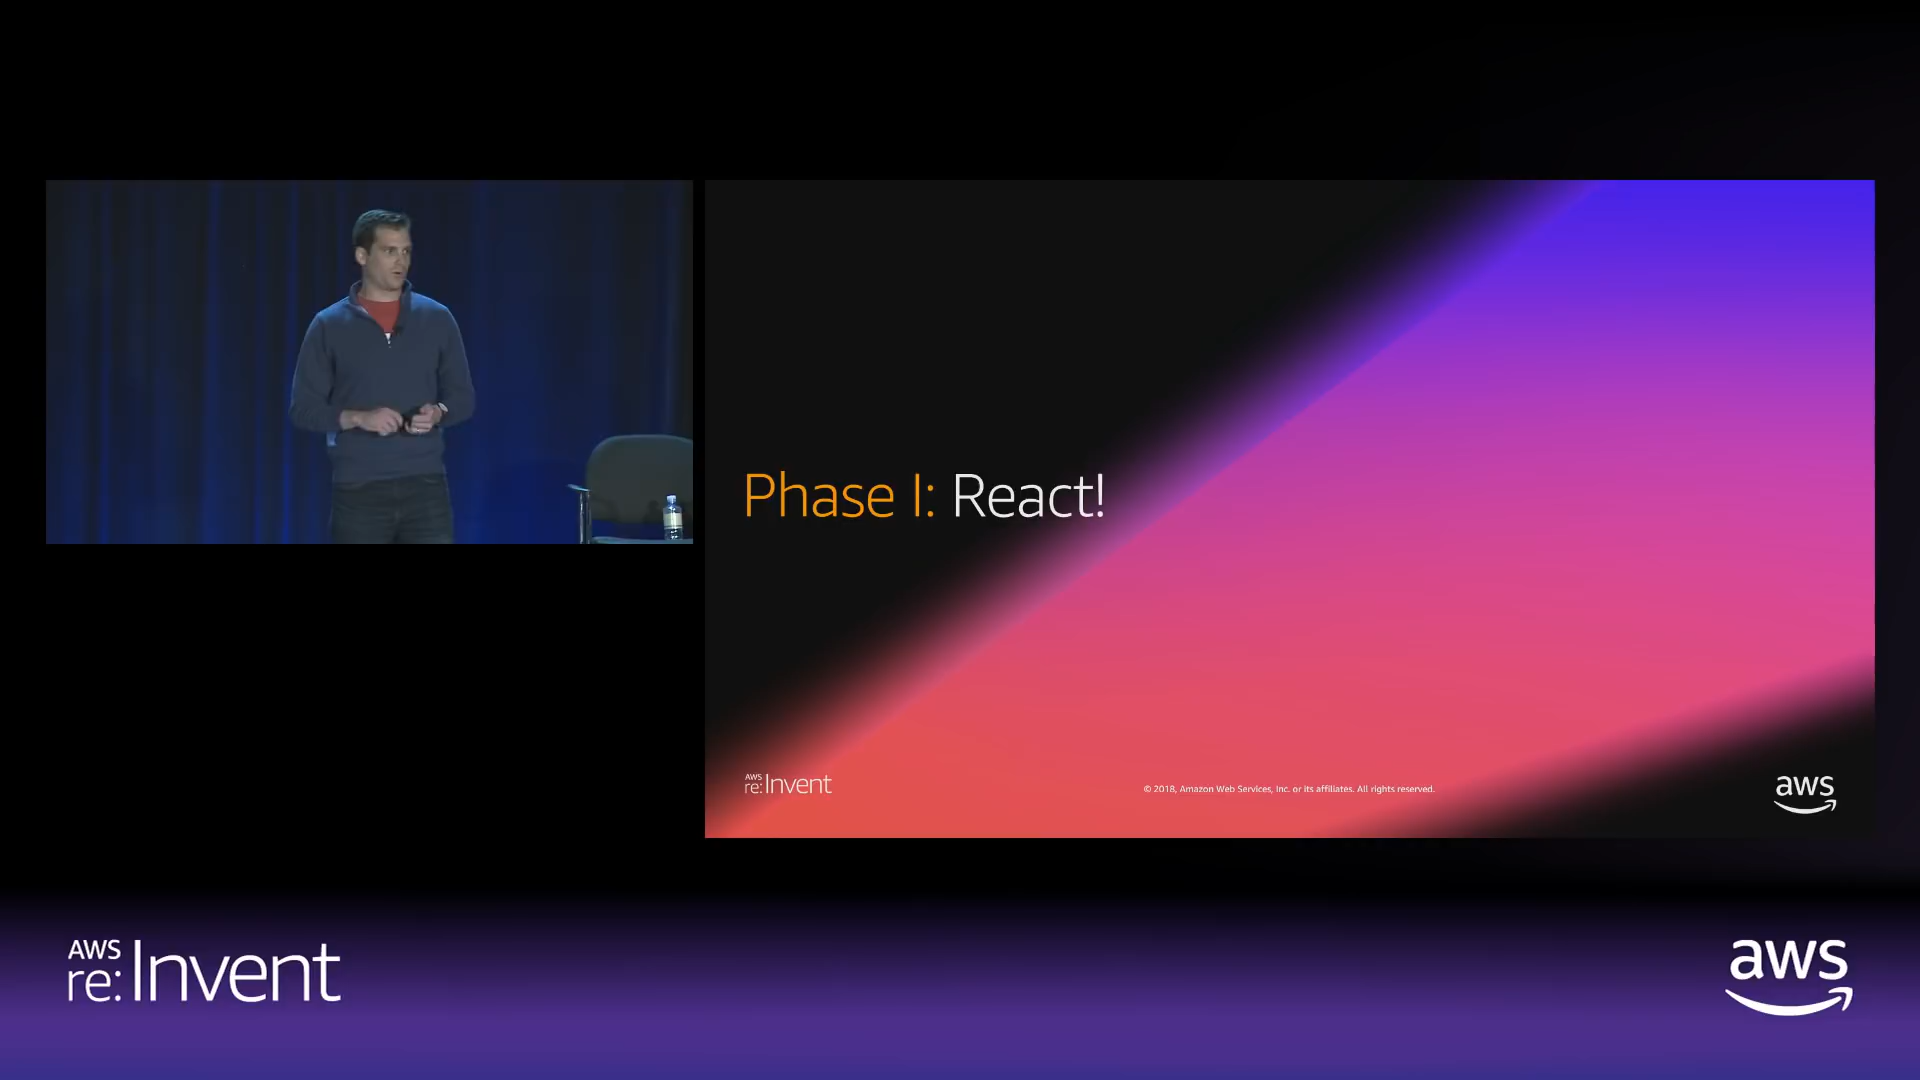 Phase I: React!
AWS
re:Invent
© 2018, Amazon Web Services, Inc. or its affiliates. All rights reserved.
aws
AWS
re:Invent
aws